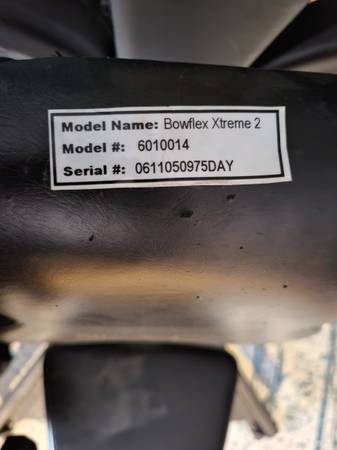 Model Name: Bowflex Xtreme 2
Model #: 6010014
Serial #: 0611050975DAY